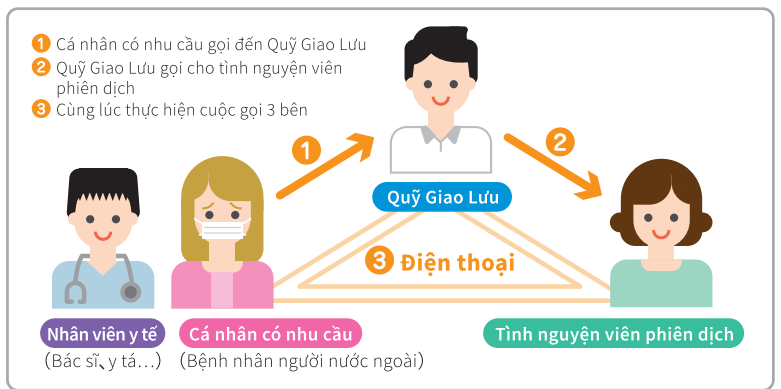 1 Cá nhân có nhu cầu gọi đến Quỹ Giao Lưu
2 Quỹ Giao Lưu gọi cho tình nguyện viên
phiên dịch
3 Cùng lúc thực hiện cuộc gọi 3 bên
1
2
Quỹ Giao Lưu
3 Điện thoại
Nhân viên y tế
(Bác sĩ、y tá…)
Cá nhân có nhu cầu
(Bệnh nhân người nước ngoài)
Tình nguyện viên phiên dịch